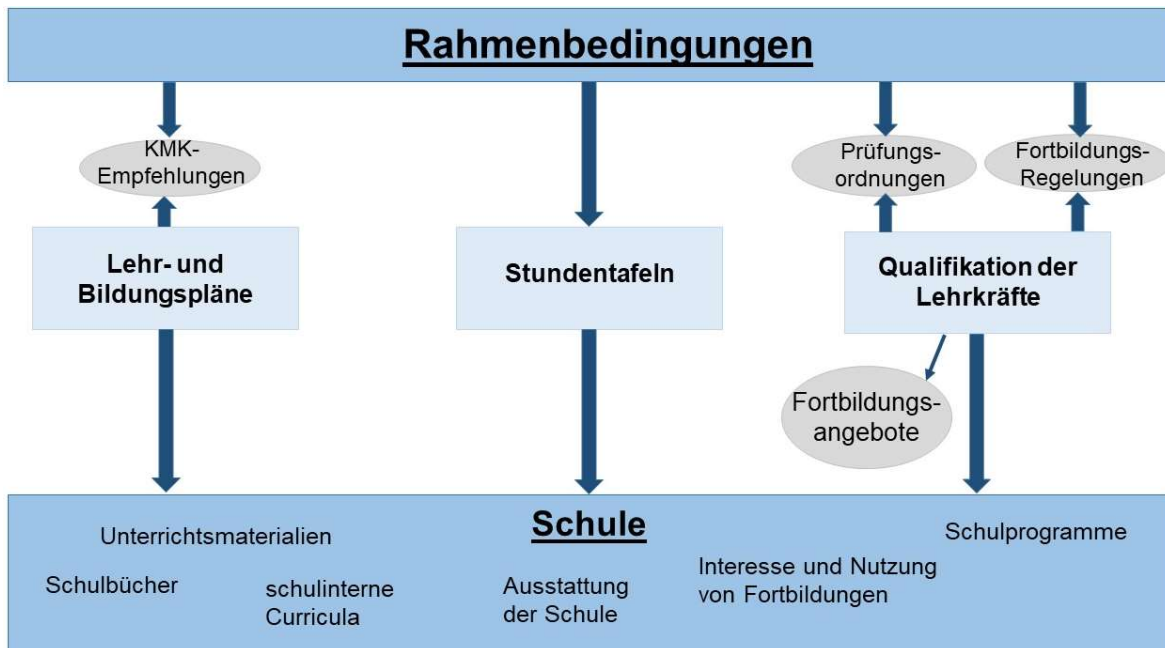 Rahmenbedingungen
KMK-
Empfehlungen
Prüfungs-
ordnungen
Fortbildungs-
Regelungen
Lehr- und
Bildungspläne
Stundentafeln
Qualifikation der
Lehrkräfte
Fortbildungs-
angebote
Schule
Unterrichtsmaterialien
Schulprogramme
Schulbücher
schulinterne
Curricula
Ausstattung
der Schule
Interesse und Nutzung
von Fortbildungen